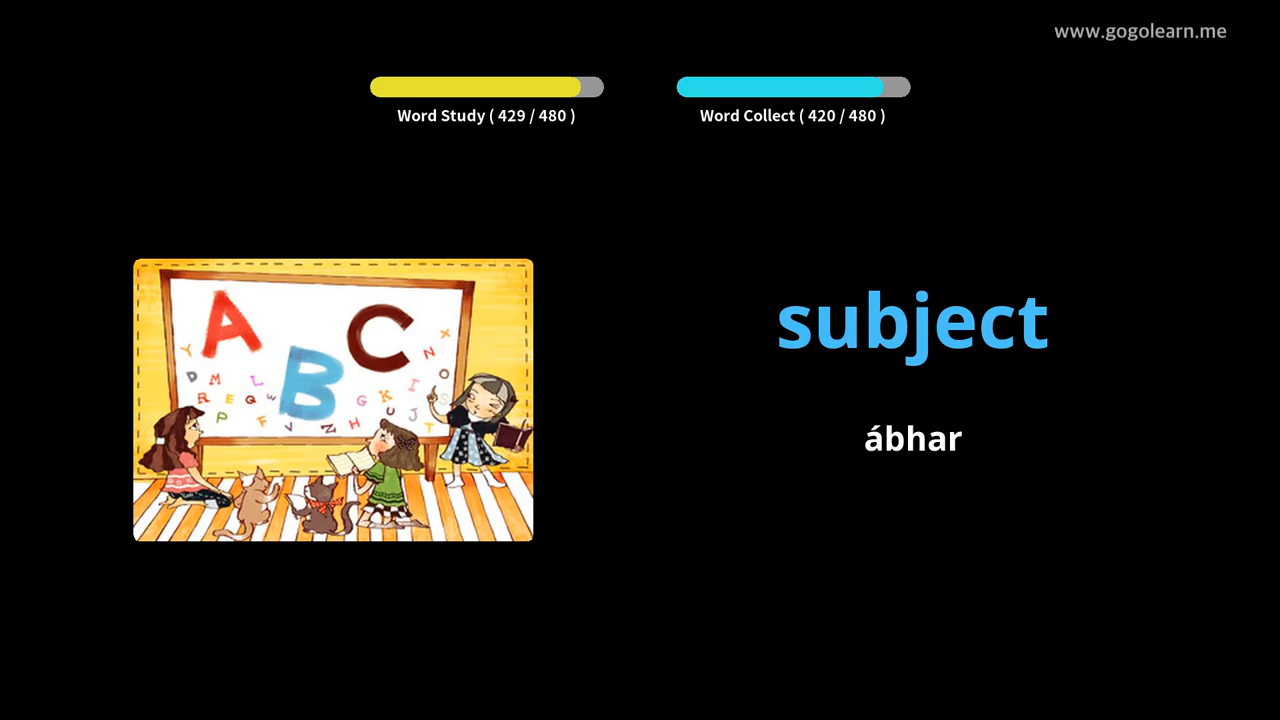 www.gogolearn.me
Word Study ( 429 / 480 )
Word Collect ( 420 / 480 )
A
B
C
X
Y
N
D
M
L
O
R
E
Q
W
G
K
I
S
P
F
V
Z
H
U
J
T
subject
ábhar